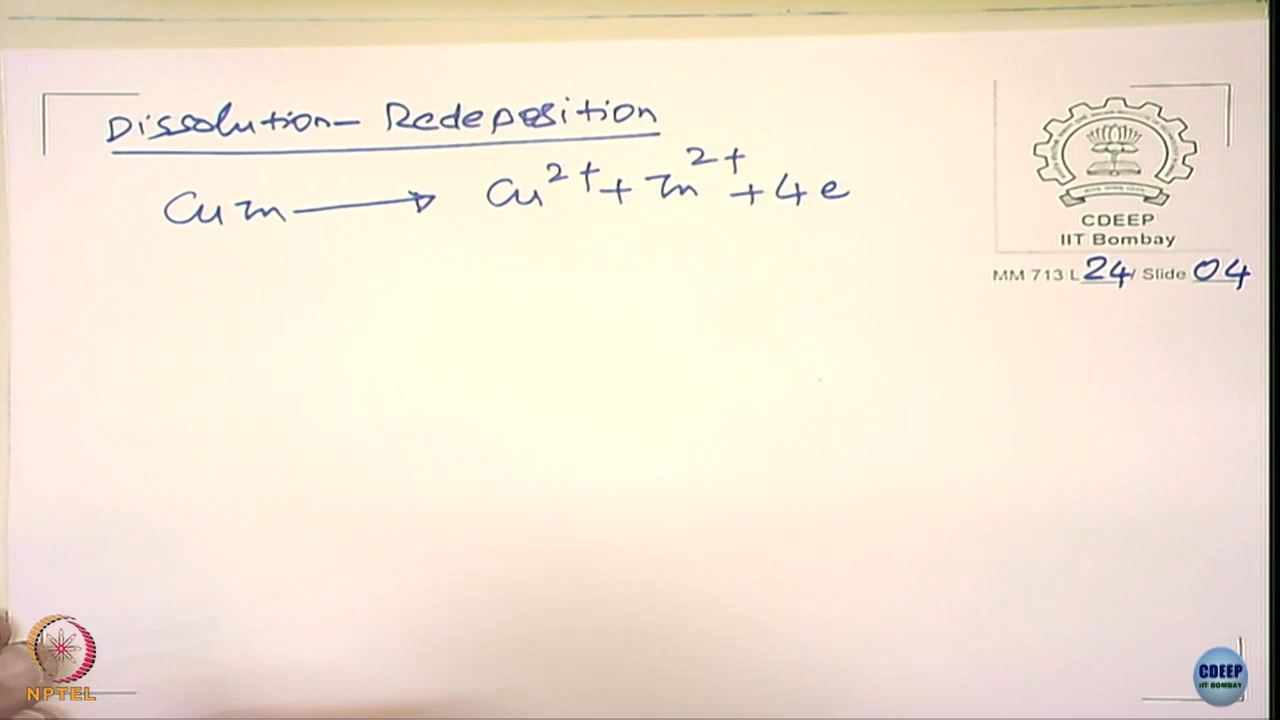 Dissolution - Redeposition
CuZn → Cu²⁺ + Zn²⁺ + 4e
CDEEP
IIT Bombay
MM 713 L 24 / Slide 04
NPTEL
CDEEP
IIT BOMBAY